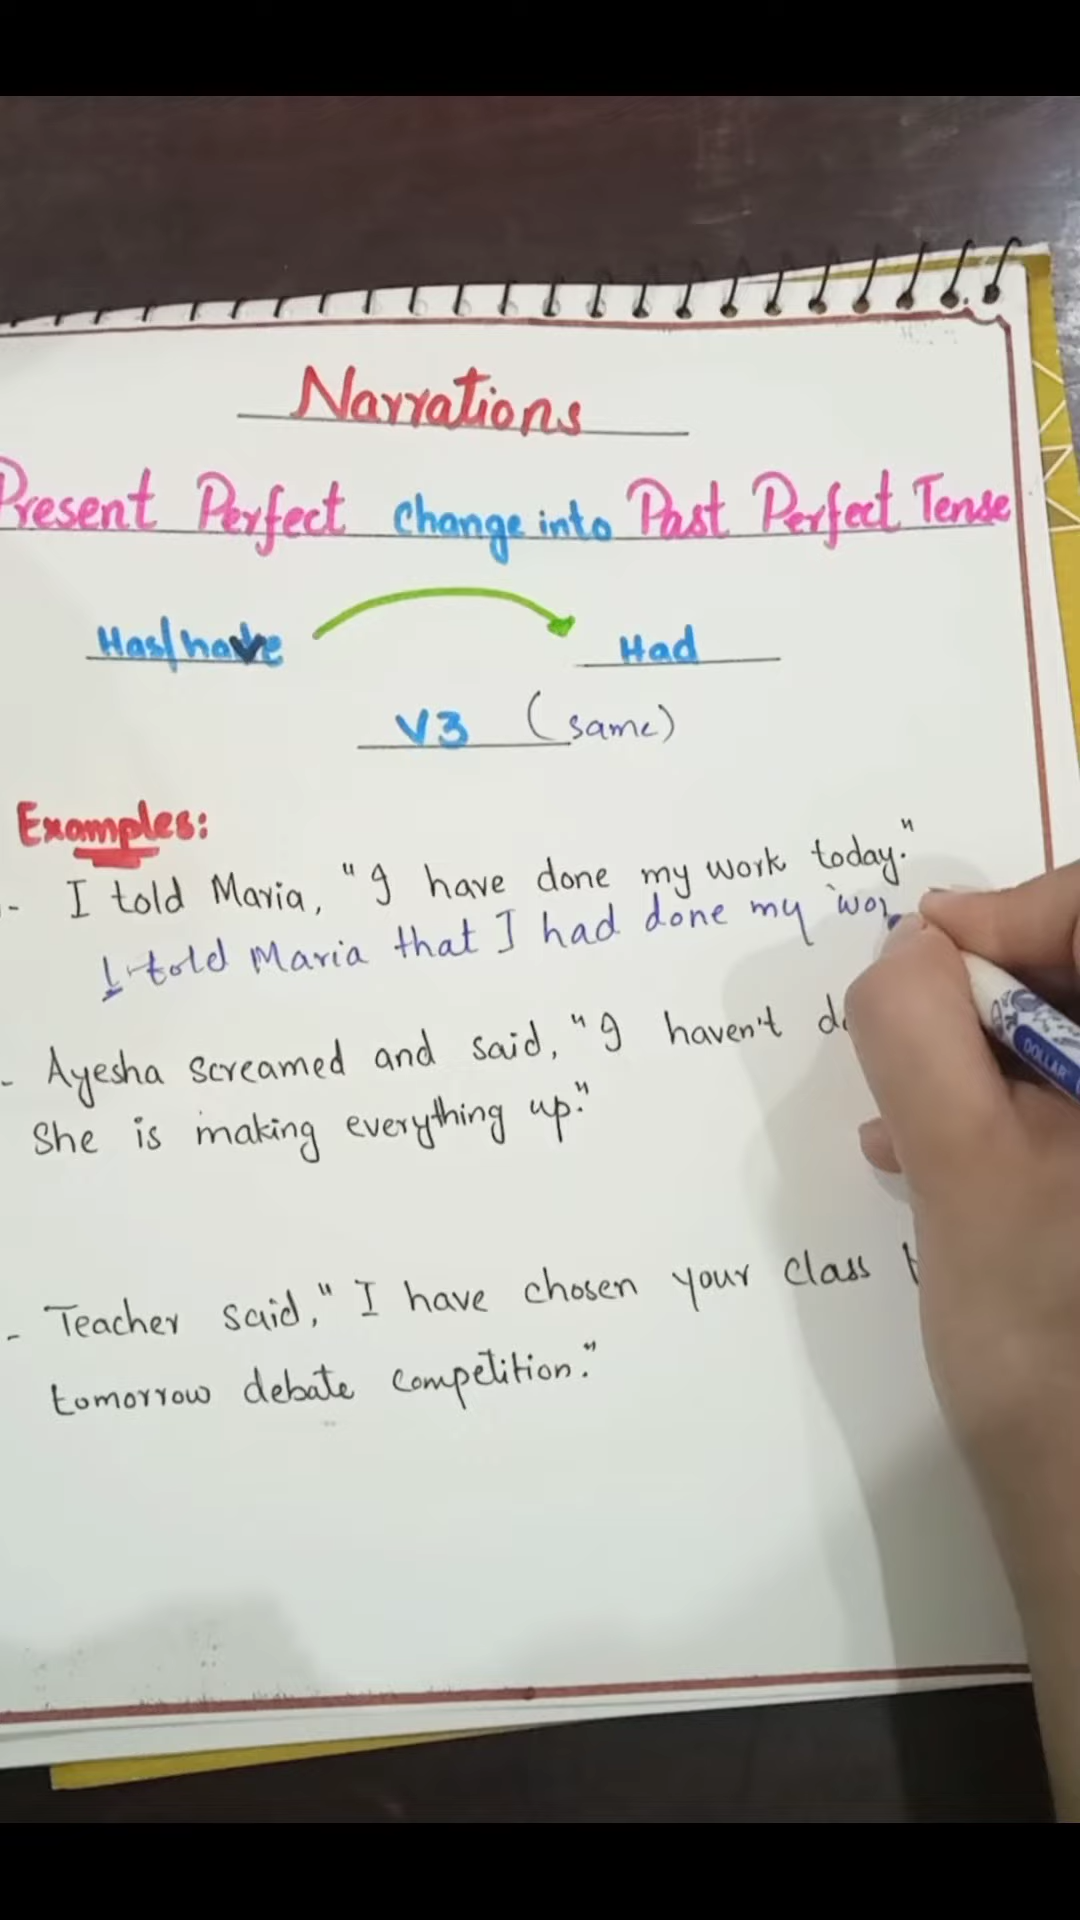 Narrations
Present Perfect change into Past Perfect Tense
Has/have Had
V3 (same)
Examples:
- I told Maria, "I have done my work today."
I told Maria that I had done my
- Ayesha screamed and said, "I haven't
She is making everything up."
- Teacher said, "I have chosen your class
tomorrow debate competition."
DOLLAR